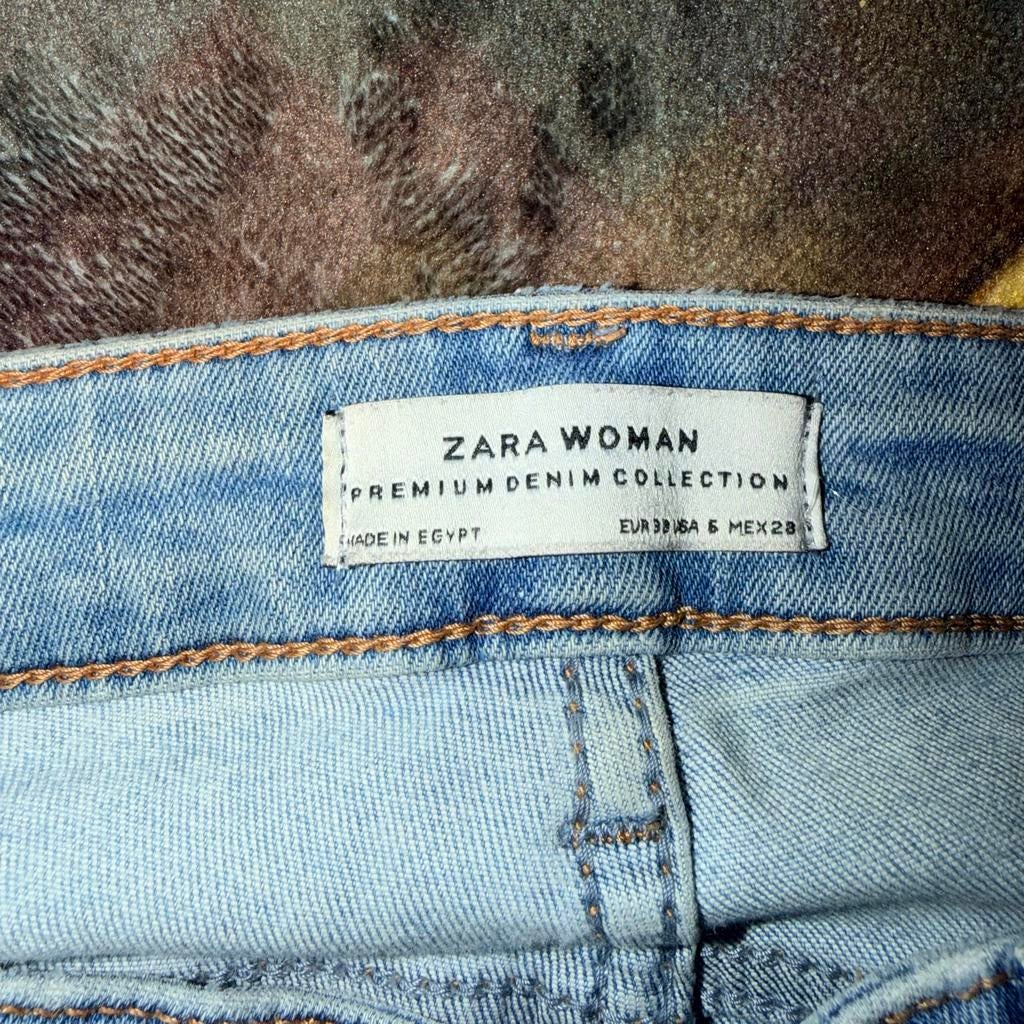 ZARA WOMAN
PREMIUM DENIM COLLECTION
MADE IN EGYPT EUR 38 USA 6 MEX 28